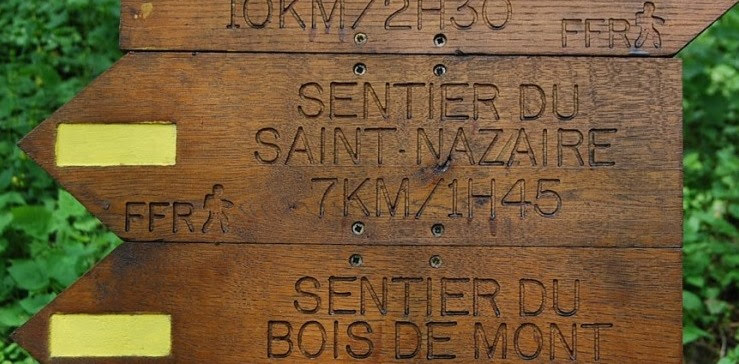 10KM/2H30
FFR
SENTIER DU
SAINT-NAZAIRE
7KM/1H45
FFR
SENTIER DU
BOIS DE MONT